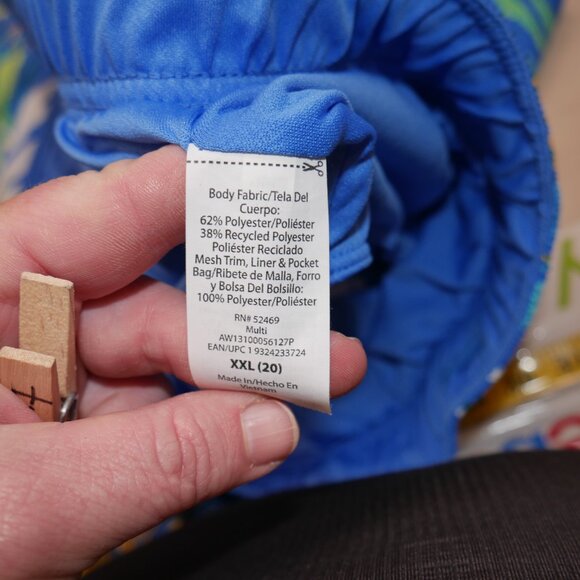 Body Fabric/Tela Del
Cuerpo:
62% Polyester/Poliéster
38% Recycled Polyester
Poliéster Reciclado
Mesh Trim, Liner & Pocket
Bag/Ribete de Malla, Forro
y Bolsa Del Bolsillo:
100% Polyester/Poliéster
RN# 52469
Multi
AW13100056127P
EAN/UPC 1 9324233724
XXL (20)
Made In/Hecho En
Vietnam